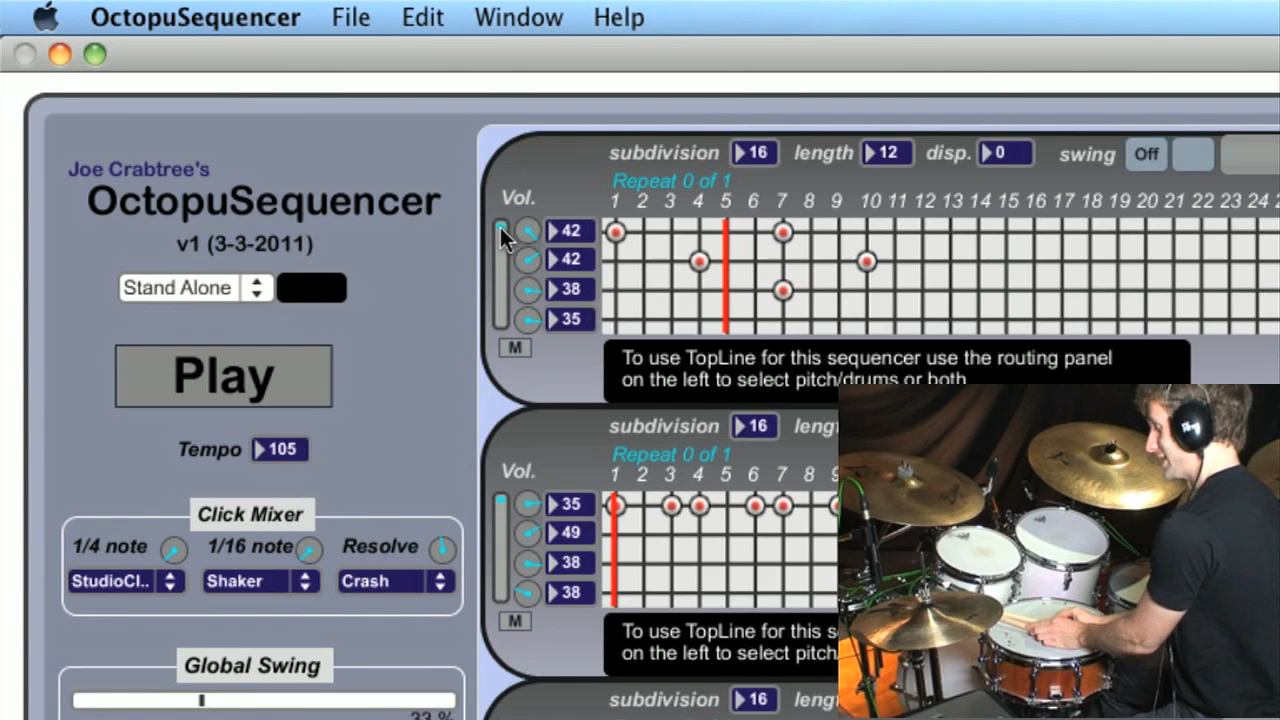 OctopuSequencer File Edit Window Help
Joe Crabtree's
OctopuSequencer
v1 (3-3-2011)
Stand Alone
Play
Tempo 105
Click Mixer
1/4 note 1/16 note Resolve
StudioCl.. Shaker Crash
Global Swing
33 %
subdivision 16 length 12 disp. 0 swing Off
Repeat 0 of 1
Vol. 1 2 3 4 5 6 7 8 9 10 11 12 13 14 15 16 17 18 19 20 21 22 23 24
42
42
38
35
M
To use TopLine for this sequencer use the routing panel
on the left to select pitch/drums or both
subdivision 16 leng
Repeat 0 of 1
Vol. 1 2 3 4 5 6 7 8 9
35
49
38
38
M
To use TopLine for this s
on the left to select pitch/
subdivision 16 leng